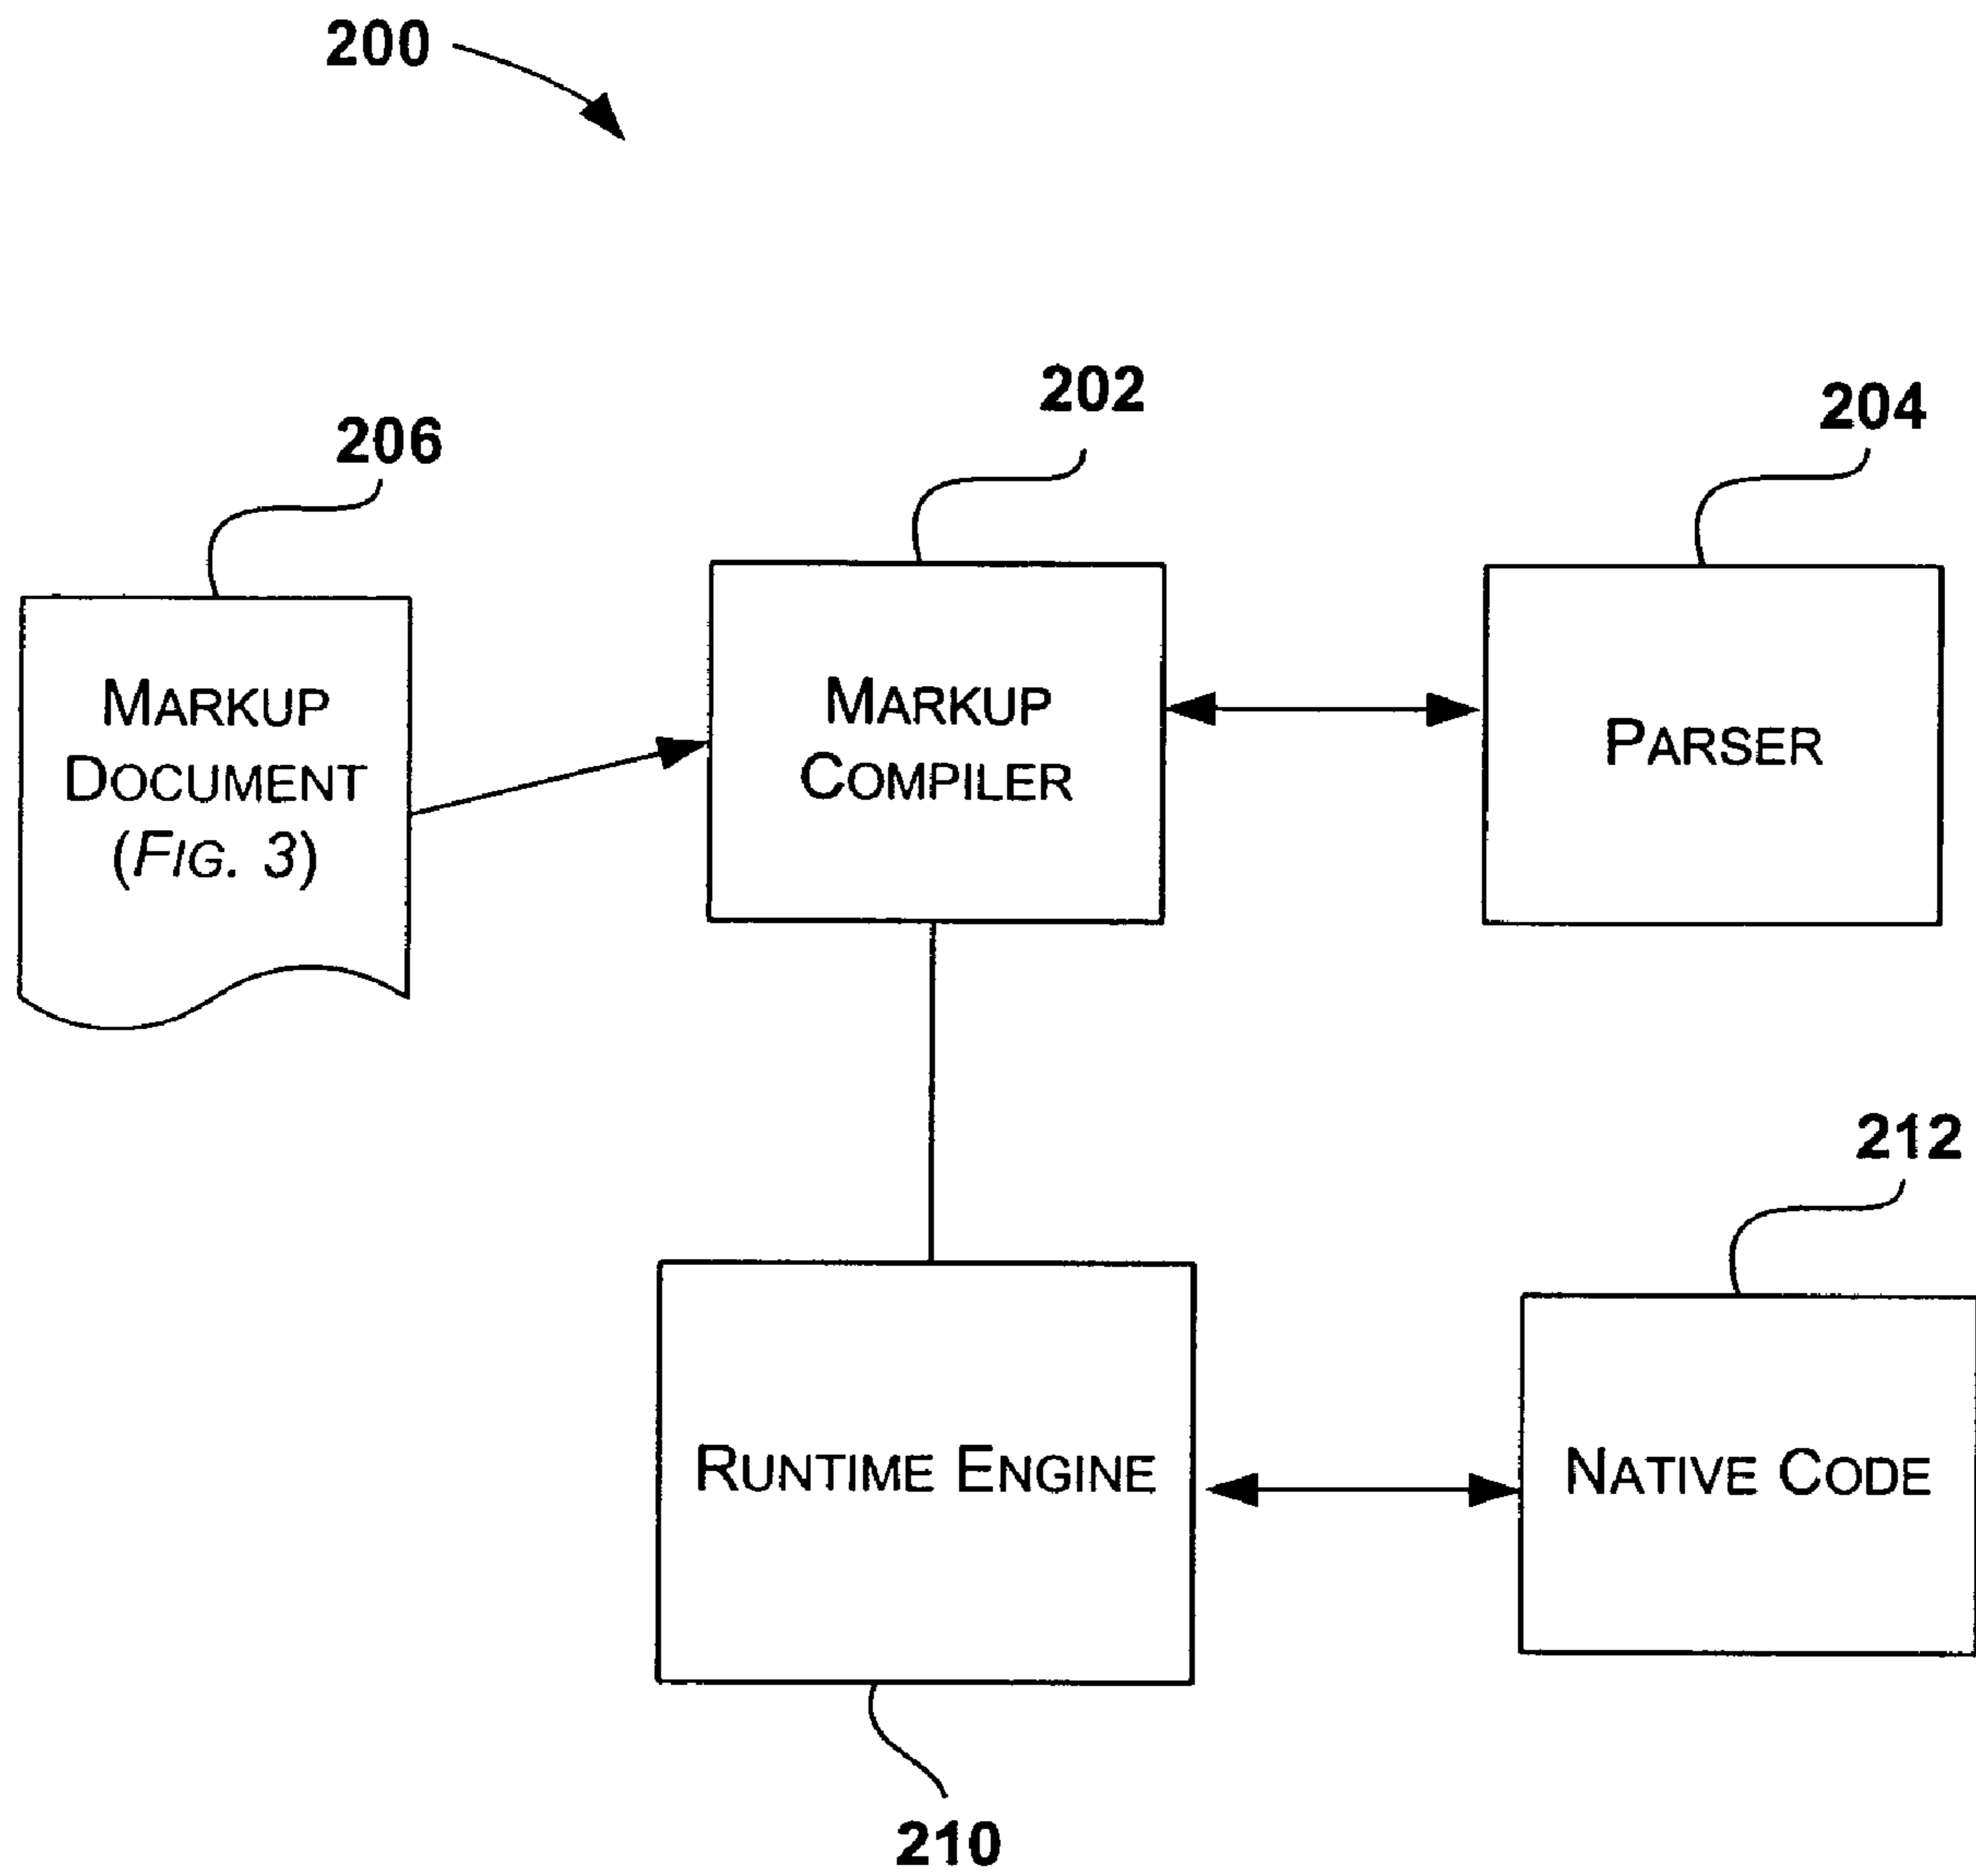 200
202
204
206
MARKUP
DOCUMENT
(FIG. 3)
MARKUP
COMPILER
PARSER
212
RUNTIME ENGINE
NATIVE CODE
210